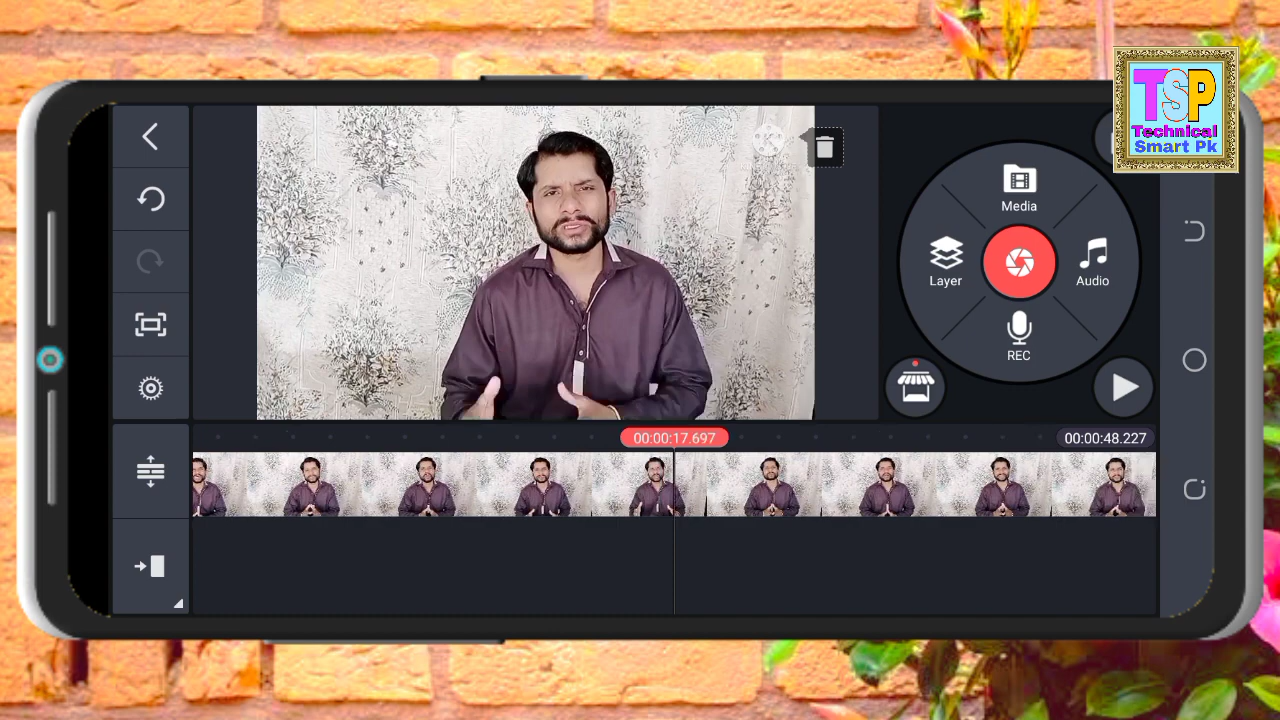 TSP
Technical
Smart Pk
Media
Layer
Audio
REC
00:00:17.697
00:00:48.227